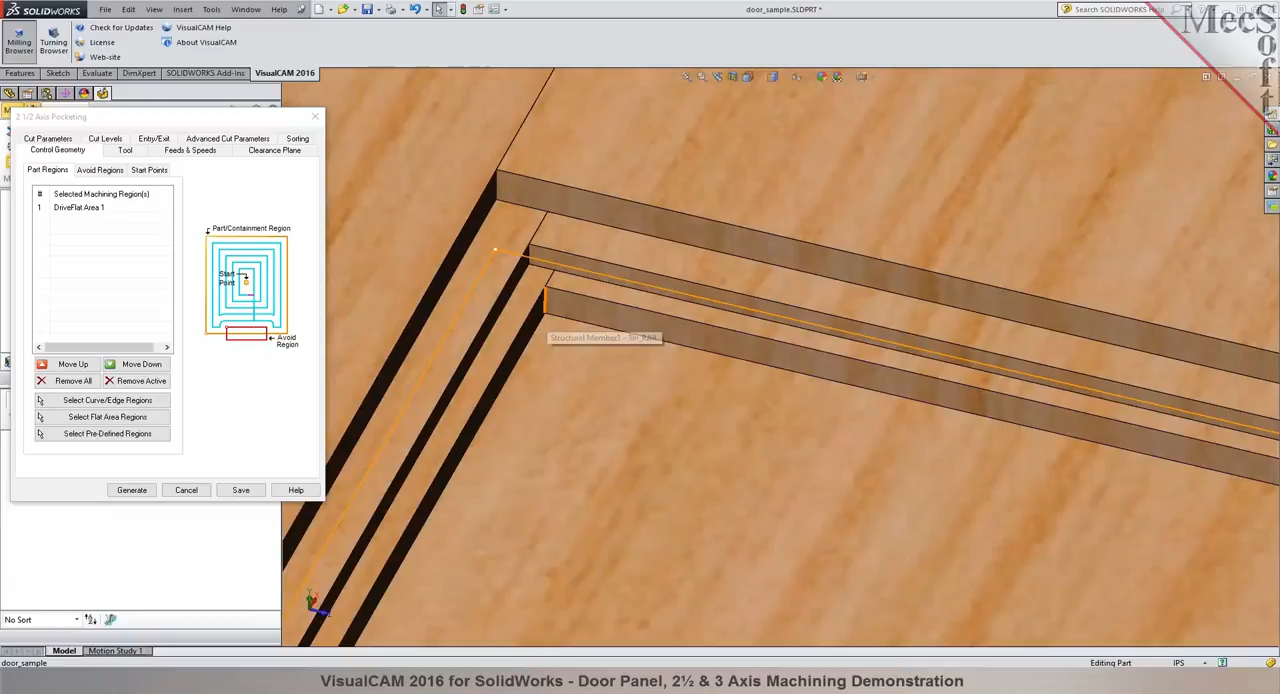 SOLIDWORKS File Edit View Insert Tools Window Help
door_sample.SLDPRT *
Search SOLIDWORKS Help
MecSoft
Milling Browser
Turning Browser
Check for Updates
License
Web-site
VisualCAM Help
About VisualCAM
Features Sketch Evaluate DimXpert SOLIDWORKS Add-Ins VisualCAM 2016
2 1/2 Axis Pocketing
Cut Parameters Cut Levels Entry/Exit Advanced Cut Parameters Sorting
Control Geometry Tool Feeds & Speeds Clearance Plane
Part Regions Avoid Regions Start Points
# Selected Machining Region(s)
1 DriveFlat Area 1
Part/Containment Region
Start Point
Avoid Region
Move Up Move Down
Remove All Remove Active
Select Curve/Edge Regions
Select Flat Area Regions
Select Pre-Defined Regions
Generate Cancel Save Help
No Sort
Model Motion Study 1
door_sample
Editing Part IPS
VisualCAM 2016 for SolidWorks - Door Panel, 2½ & 3 Axis Machining Demonstration